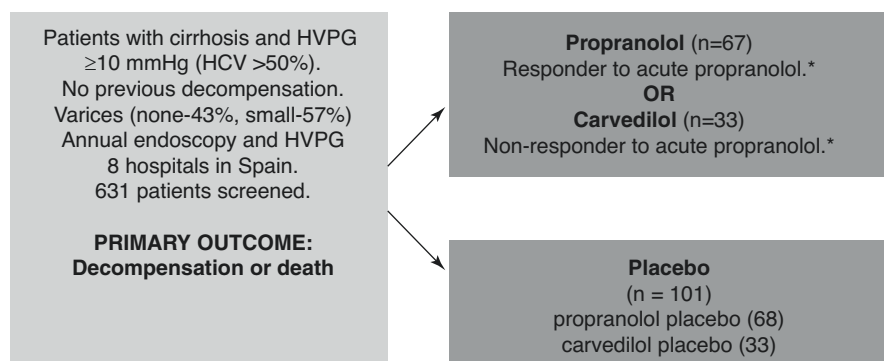 Patients with cirrhosis and HVPG
≥10 mmHg (HCV >50%).
No previous decompensation.
Varices (none-43%, small-57%)
Annual endoscopy and HVPG
8 hospitals in Spain.
631 patients screened.
PRIMARY OUTCOME:
Decompensation or death
Propranolol (n=67)
Responder to acute propranolol.*
OR
Carvedilol (n=33)
Non-responder to acute propranolol.*
Placebo
(n = 101)
propranolol placebo (68)
carvedilol placebo (33)